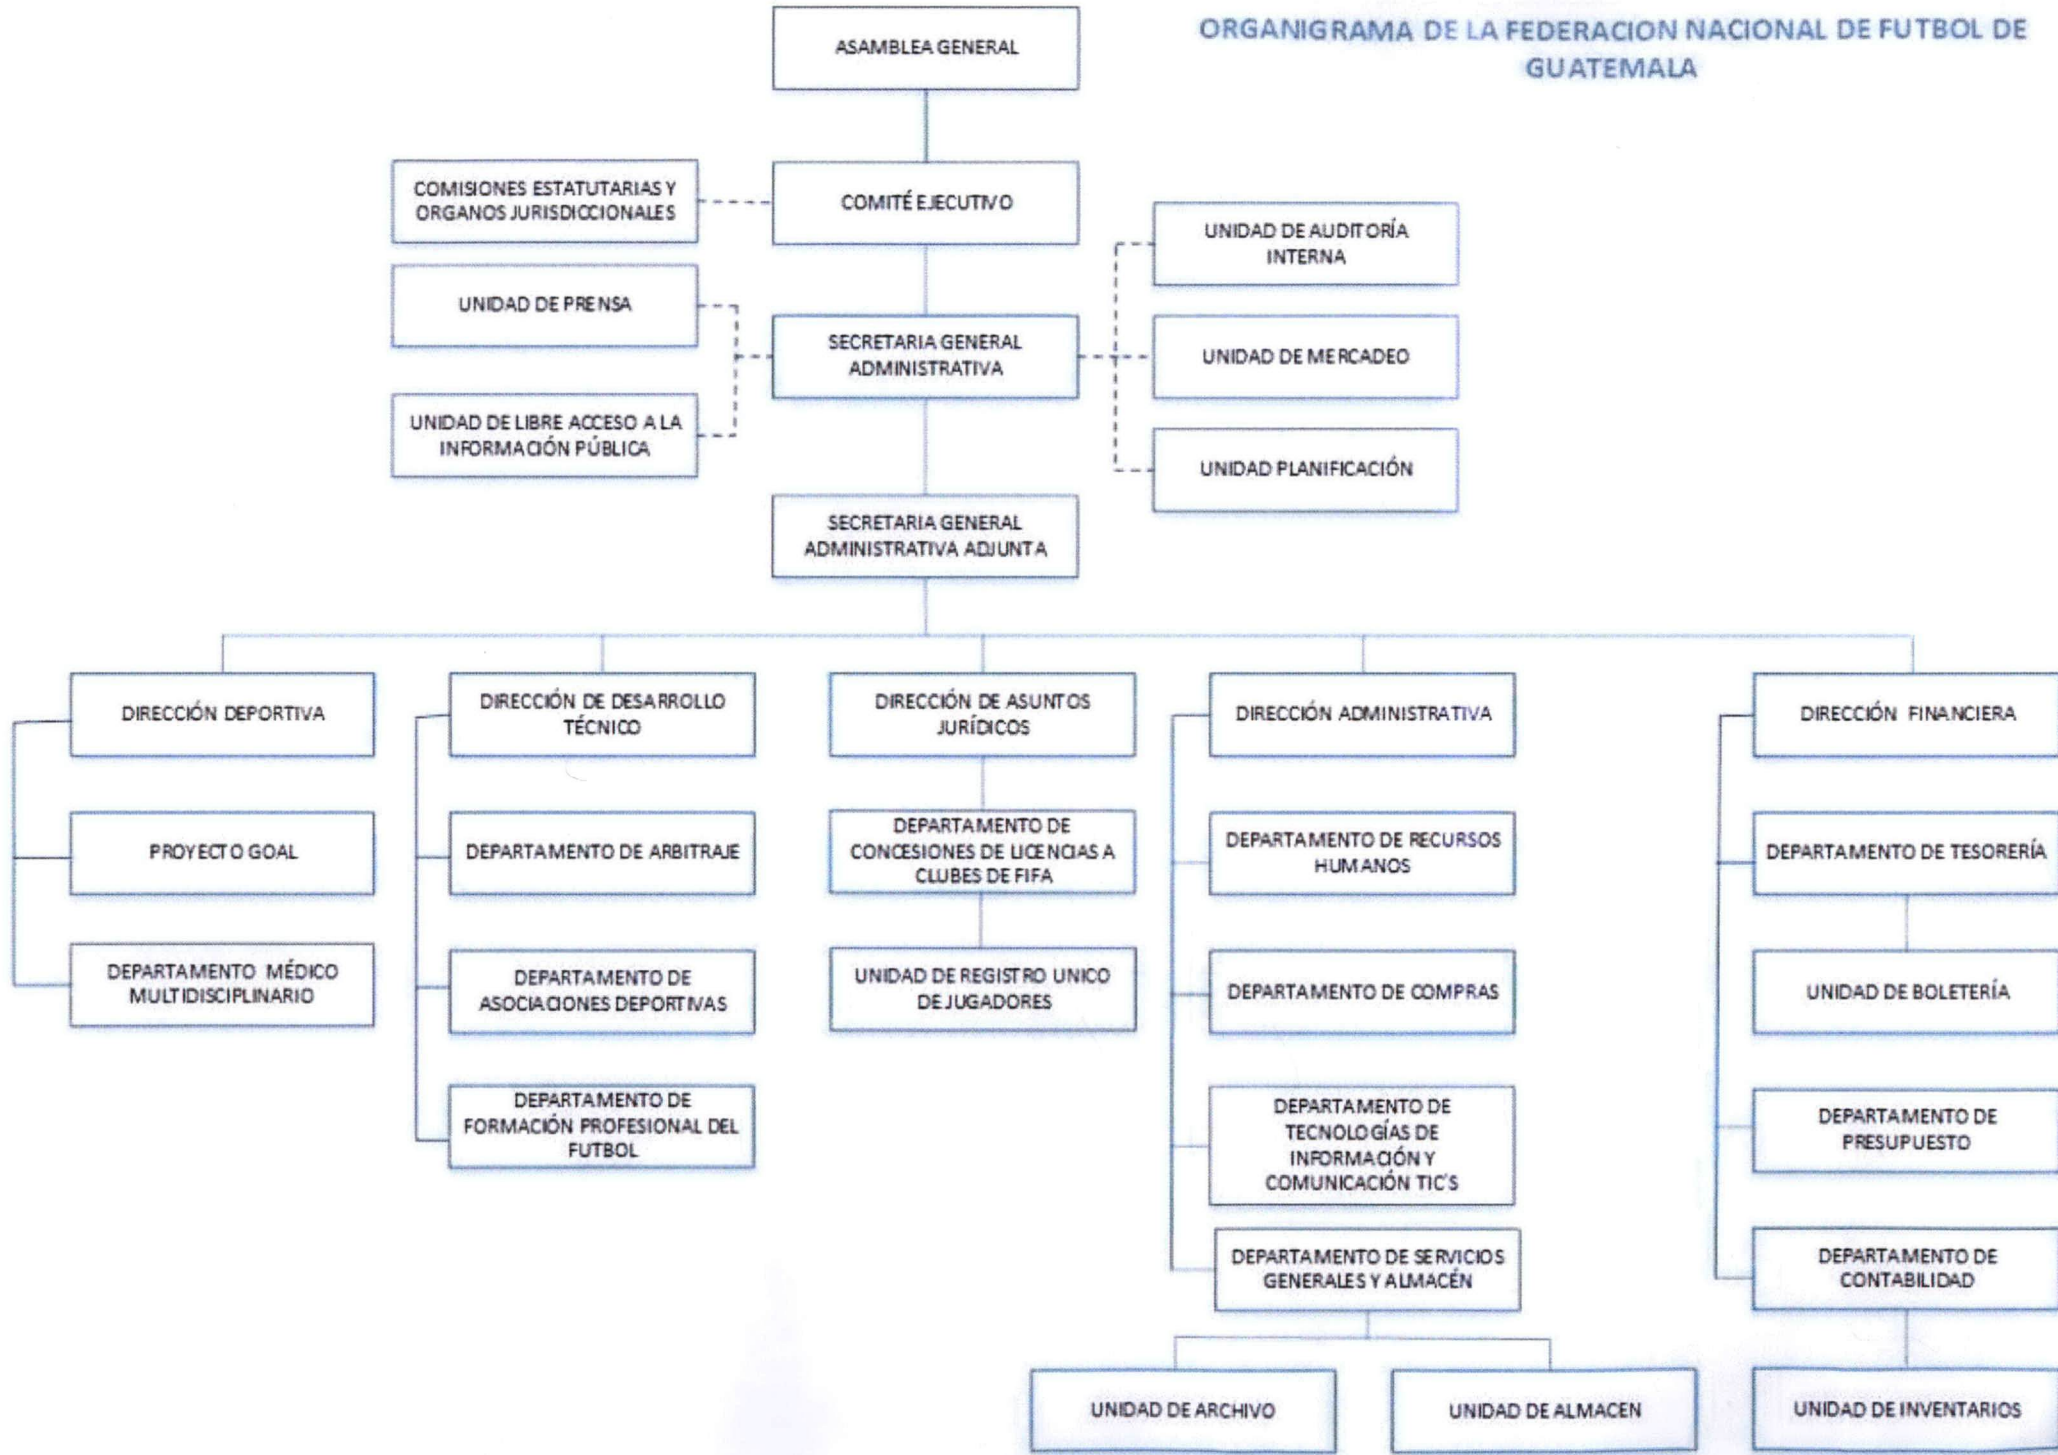 ORGANIGRAMA DE LA FEDERACION NACIONAL DE FUTBOL DE
GUATEMALA
ASAMBLEA GENERAL
COMISIONES ESTATUTARIAS Y
ORGANOS JURISDICCIONALES
COMITÉ EJECUTIVO
UNIDAD DE AUDITORÍA
INTERNA
UNIDAD DE PRENSA
SECRETARIA GENERAL
ADMINISTRATIVA
UNIDAD DE MERCADEO
UNIDAD DE LIBRE ACCESO A LA
INFORMACIÓN PÚBLICA
UNIDAD PLANIFICACIÓN
SECRETARIA GENERAL
ADMINISTRATIVA ADJUNTA
DIRECCIÓN DEPORTIVA
PROYECTO GOAL
DEPARTAMENTO MÉDICO
MULTIDISCIPLINARIO
DIRECCIÓN DE DESARROLLO
TÉCNICO
DEPARTAMENTO DE ARBITRAJE
DEPARTAMENTO DE
ASOCIACIONES DEPORTIVAS
DEPARTAMENTO DE
FORMACIÓN PROFESIONAL DEL
FUTBOL
DIRECCIÓN DE ASUNTOS
JURÍDICOS
DEPARTAMENTO DE
CONCESIONES DE LICENCIAS A
CLUBES DE FIFA
UNIDAD DE REGISTRO UNICO
DE JUGADORES
DIRECCIÓN ADMINISTRATIVA
DEPARTAMENTO DE RECURSOS
HUMANOS
DEPARTAMENTO DE COMPRAS
DEPARTAMENTO DE
TECNOLOGÍAS DE
INFORMACIÓN Y
COMUNICACIÓN TIC'S
DEPARTAMENTO DE SERVICIOS
GENERALES Y ALMACÉN
UNIDAD DE ARCHIVO
UNIDAD DE ALMACEN
DIRECCIÓN FINANCIERA
DEPARTAMENTO DE TESORERÍA
UNIDAD DE BOLETERÍA
DEPARTAMENTO DE
PRESUPUESTO
DEPARTAMENTO DE
CONTABILIDAD
UNIDAD DE INVENTARIOS